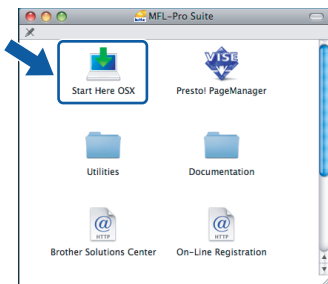 MFL-Pro Suite
Start Here OSX
VISE
Presto! PageManager
Utilities
Documentation
@
HTTP
@
HTTP
Brother Solutions Center
On-Line Registration